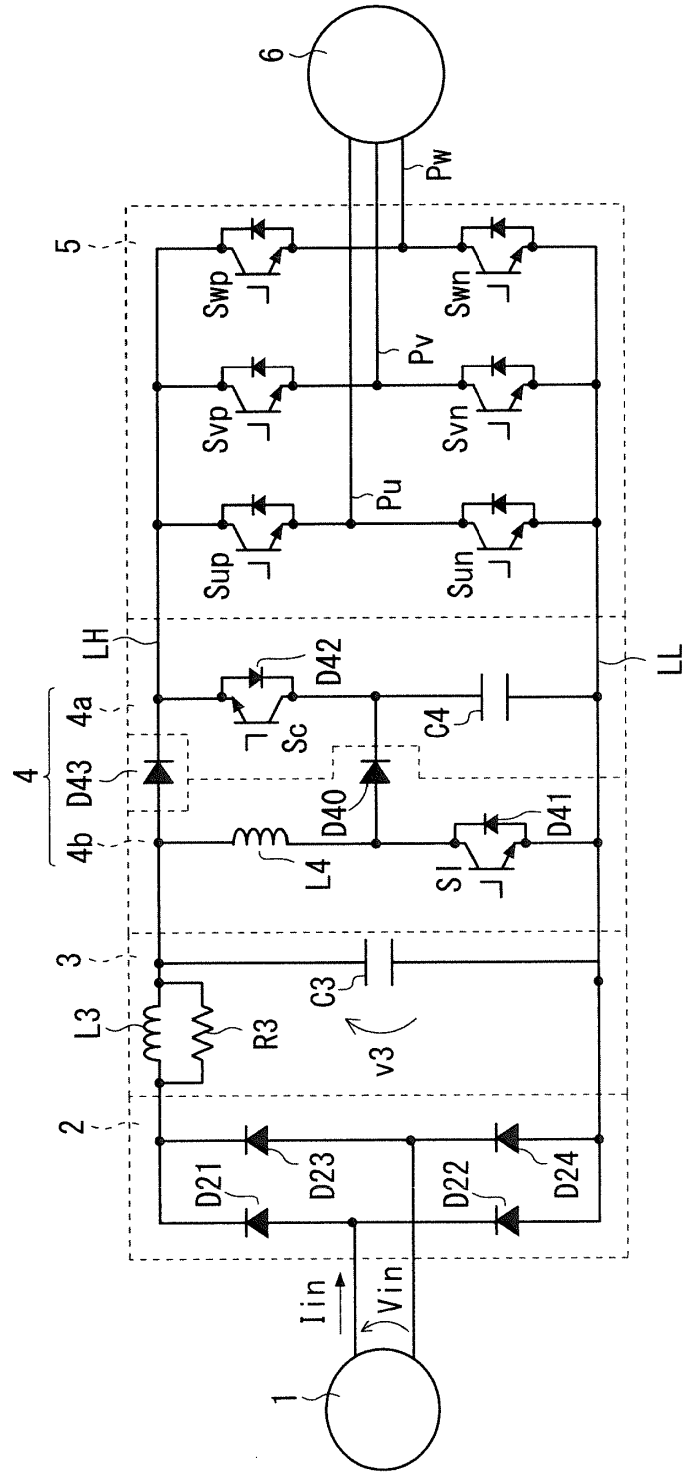 1
Iin
Vin
2
D21
D23
D22
D24
3
L3
R3
C3
v3
4
4b
D43
4a
LH
L4
D40
Sl
D41
Sc
D42
C4
LL
5
Sup
Svp
Swp
Pu
Pv
Pw
Sun
Svn
Swn
6